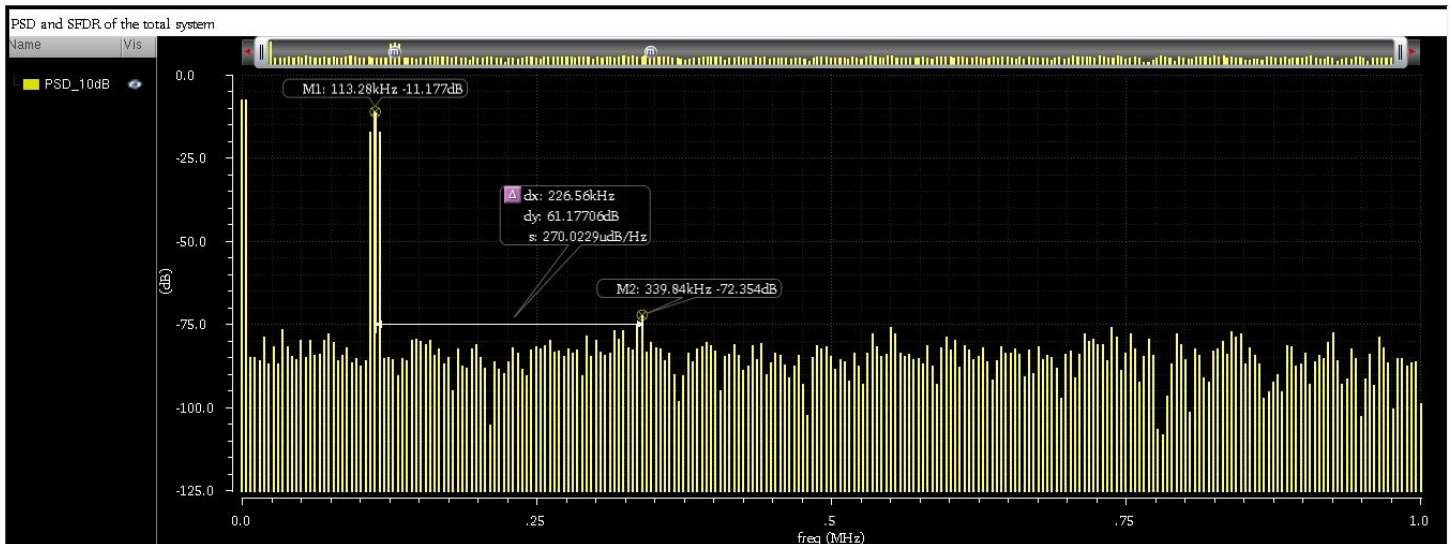 PSD and SFDR of the total system
Name Vis
PSD_10dB
M1: 113.28kHz -11.177dB
Δ dx: 226.56kHz
dy: 61.17706dB
s: 270.0229udB/Hz
M2: 339.84kHz -72.354dB
0.0
-25.0
-50.0
-75.0
-100.0
-125.0
(dB)
0.0 .25 .5 .75 1.0
freq (MHz)